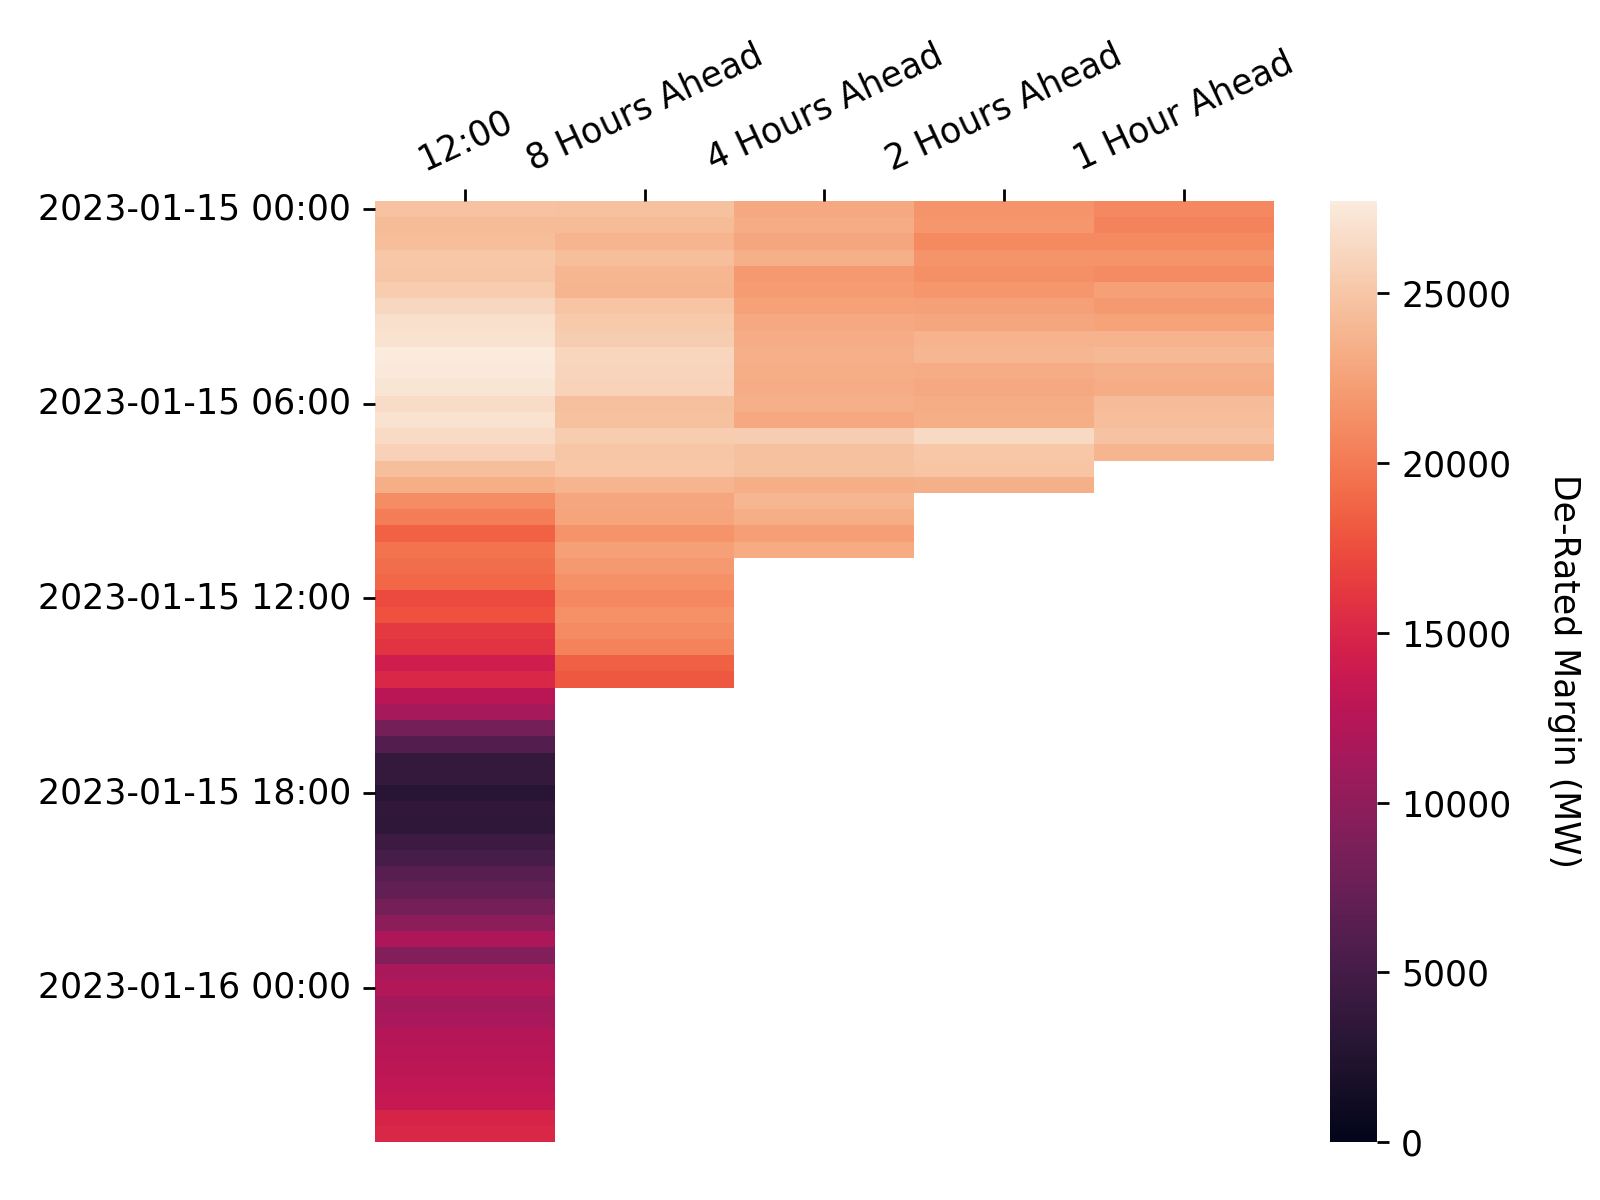 12:00
8 Hours Ahead
4 Hours Ahead
2 Hours Ahead
1 Hour Ahead
2023-01-15 00:00
2023-01-15 06:00
2023-01-15 12:00
2023-01-15 18:00
2023-01-16 00:00
25000
20000
15000
10000
5000
0
De-Rated Margin (MW)